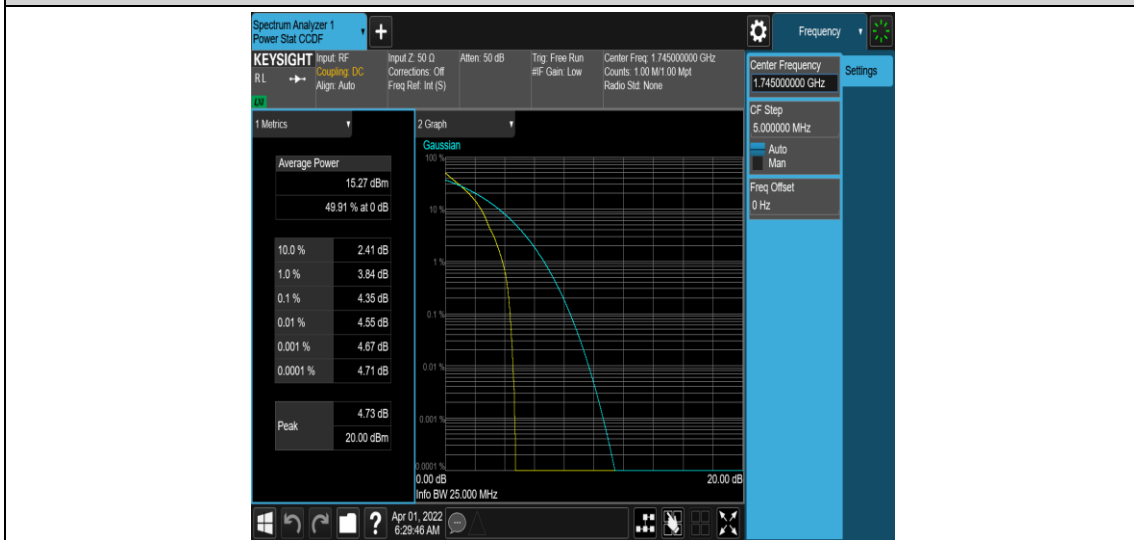 Spectrum Analyzer 1
Power Stat CCDF
Frequency
KEYSIGHT
RL
LXI
Input: RF
Coupling: DC
Align: Auto
Input Z: 50 Ω
Corrections: Off
Freq Ref: Int (S)
Atten: 50 dB
Trig: Free Run
#IF Gain: Low
Center Freq: 1.745000000 GHz
Counts: 1.00 M/1.00 Mpt
Radio Std: None
Center Frequency
1.745000000 GHz
Settings
CF Step
5.000000 MHz
Auto
Man
Freq Offset
0 Hz
1 Metrics
Average Power
15.27 dBm
49.91 % at 0 dB
10.0 % 2.41 dB
1.0 % 3.84 dB
0.1 % 4.35 dB
0.01 % 4.55 dB
0.001 % 4.67 dB
0.0001 % 4.71 dB
Peak
4.73 dB
20.00 dBm
2 Graph
Gaussian
100 %
10 %
1 %
0.1 %
0.01 %
0.001 %
0.0001 %
0.00 dB 20.00 dB
Info BW 25.000 MHz
?
Apr 01, 2022
6:29:46 AM